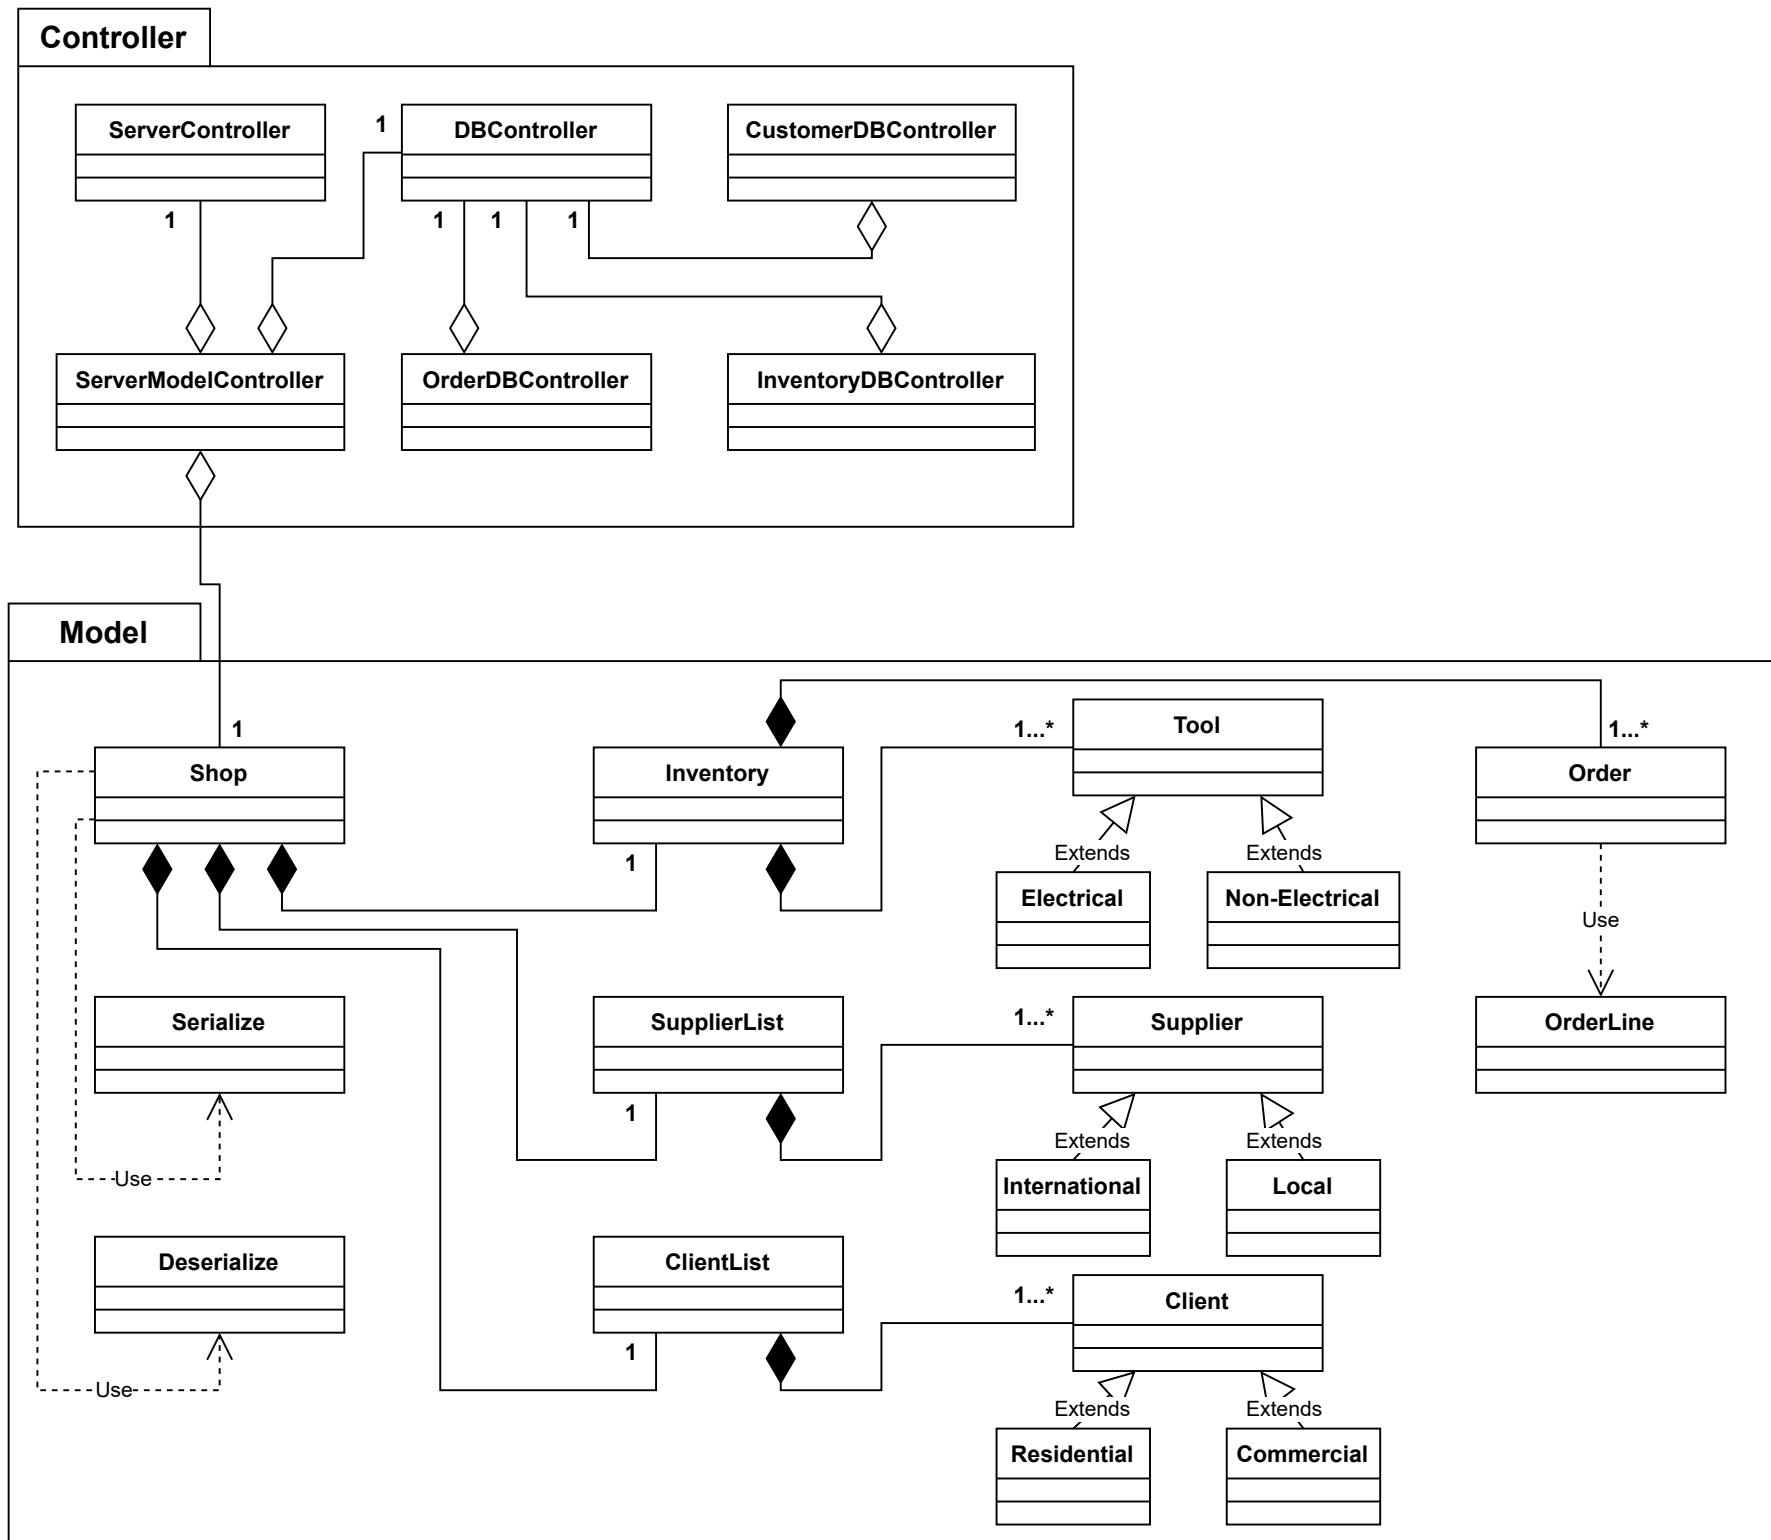 Controller
ServerController
1
DBController
CustomerDBController
1
1
1
1
ServerModelController
OrderDBController
InventoryDBController
Model
1
1...*
Tool
1...*
Shop
Inventory
Order
1
Extends
Extends
Electrical
Non-Electrical
Use
Serialize
SupplierList
1...*
Supplier
OrderLine
1
Extends
Extends
Use
International
Local
Deserialize
ClientList
1...*
Client
1
Use
Extends
Extends
Residential
Commercial